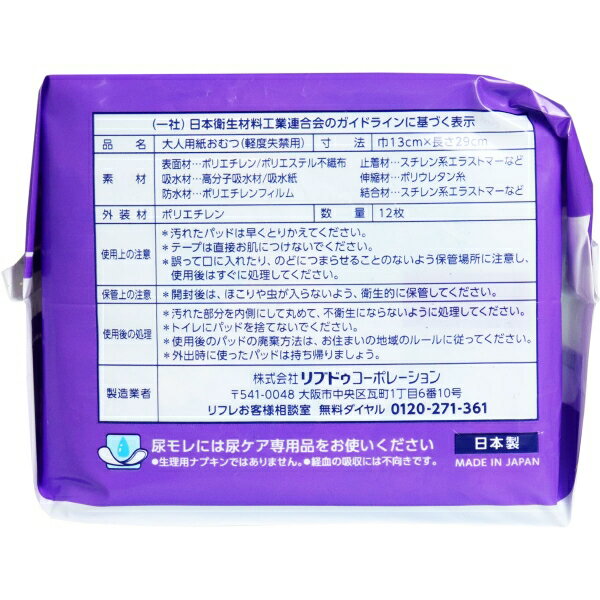 (一社)日本衛生材料工業連合会のガイドラインに基づく表示
品名 大人用紙おむつ(軽度失禁用) 寸法 巾13cm×長さ29cm
素材 表面材…ポリエチレン/ポリエステル不織布 止着材…スチレン系エラストマーなど
吸水材…高分子吸水材/吸水紙 伸縮材…ポリウレタン糸
防水材…ポリエチレンフィルム 結合材…スチレン系エラストマーなど
外装材 ポリエチレン 数量 12枚
使用上の注意 *汚れたパッドは早くとりかえてください。
*テープは直接お肌につけないでください。
*誤って口に入れたり、のどにつまらせることのないよう保管場所に注意し、
使用後はすぐに処理してください。
保管上の注意 *開封後は、ほこりや虫が入らないよう、衛生的に保管してください。
使用後の処理 *汚れた部分を内側にして丸めて、不衛生にならないように処理してください。
*トイレにパッドを捨てないでください。
*使用後のパッドの廃棄方法は、お住まいの地域のルールに従ってください。
*外出時に使ったパッドは持ち帰りましょう。
製造業者 株式会社リブドゥコーポレーション
〒541-0048 大阪市中央区瓦町1丁目6番10号
リフレお客様相談室 無料ダイヤル 0120-271-361
尿モレには尿ケア専用品をお使いください
●生理用ナプキンではありません。●経血の吸収には不向きです。
日本製
MADE IN JAPAN